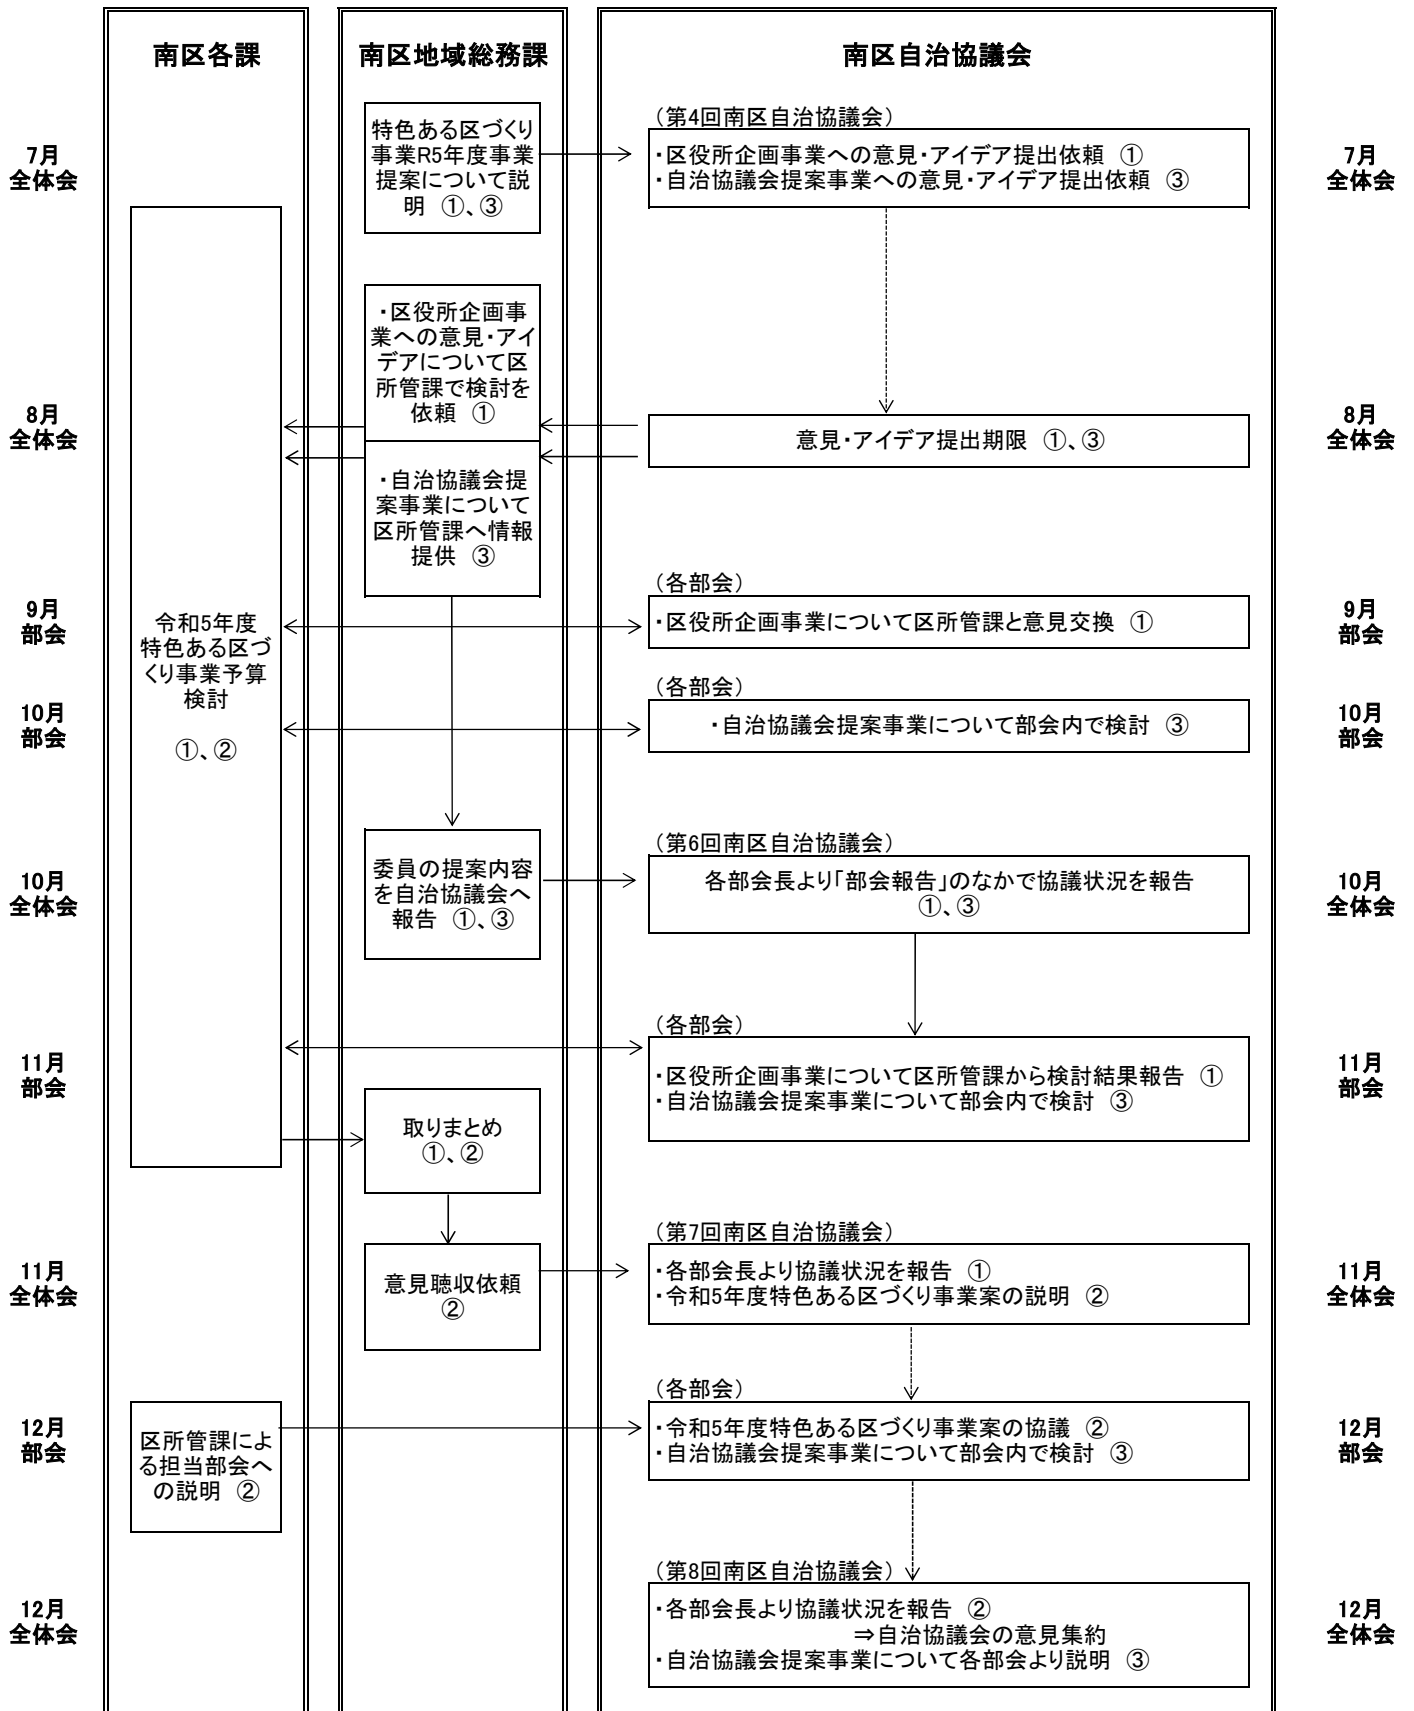 南区各課
南区地域総務課
南区自治協議会
7月
全体会
特色ある区づくり
事業R5年度事業
提案について説
明 ①、③
(第4回南区自治協議会)
・区役所企画事業への意見・アイデア提出依頼 ①
・自治協議会提案事業への意見・アイデア提出依頼 ③
7月
全体会
8月
全体会
・区役所企画事
業への意見・アイ
デアについて区
所管課で検討を
依頼 ①
・自治協議会提
案事業について
区所管課へ情報
提供 ③
意見・アイデア提出期限 ①、③
8月
全体会
9月
部会
令和5年度
特色ある区づ
くり事業予算
検討
①、②
(各部会)
・区役所企画事業について区所管課と意見交換 ①
9月
部会
10月
部会
(各部会)
・自治協議会提案事業について部会内で検討 ③
10月
部会
10月
全体会
委員の提案内容
を自治協議会へ
報告 ①、③
(第6回南区自治協議会)
各部会長より「部会報告」のなかで協議状況を報告
①、③
10月
全体会
11月
部会
(各部会)
・区役所企画事業について区所管課から検討結果報告 ①
・自治協議会提案事業について部会内で検討 ③
11月
部会
取りまとめ
①、②
11月
全体会
意見聴収依頼
②
(第7回南区自治協議会)
・各部会長より協議状況を報告 ①
・令和5年度特色ある区づくり事業案の説明 ②
11月
全体会
12月
部会
区所管課によ
る担当部会へ
の説明 ②
(各部会)
・令和5年度特色ある区づくり事業案の協議 ②
・自治協議会提案事業について部会内で検討 ③
12月
部会
12月
全体会
(第8回南区自治協議会)
・各部会長より協議状況を報告 ②
⇒自治協議会の意見集約
・自治協議会提案事業について各部会より説明 ③
12月
全体会